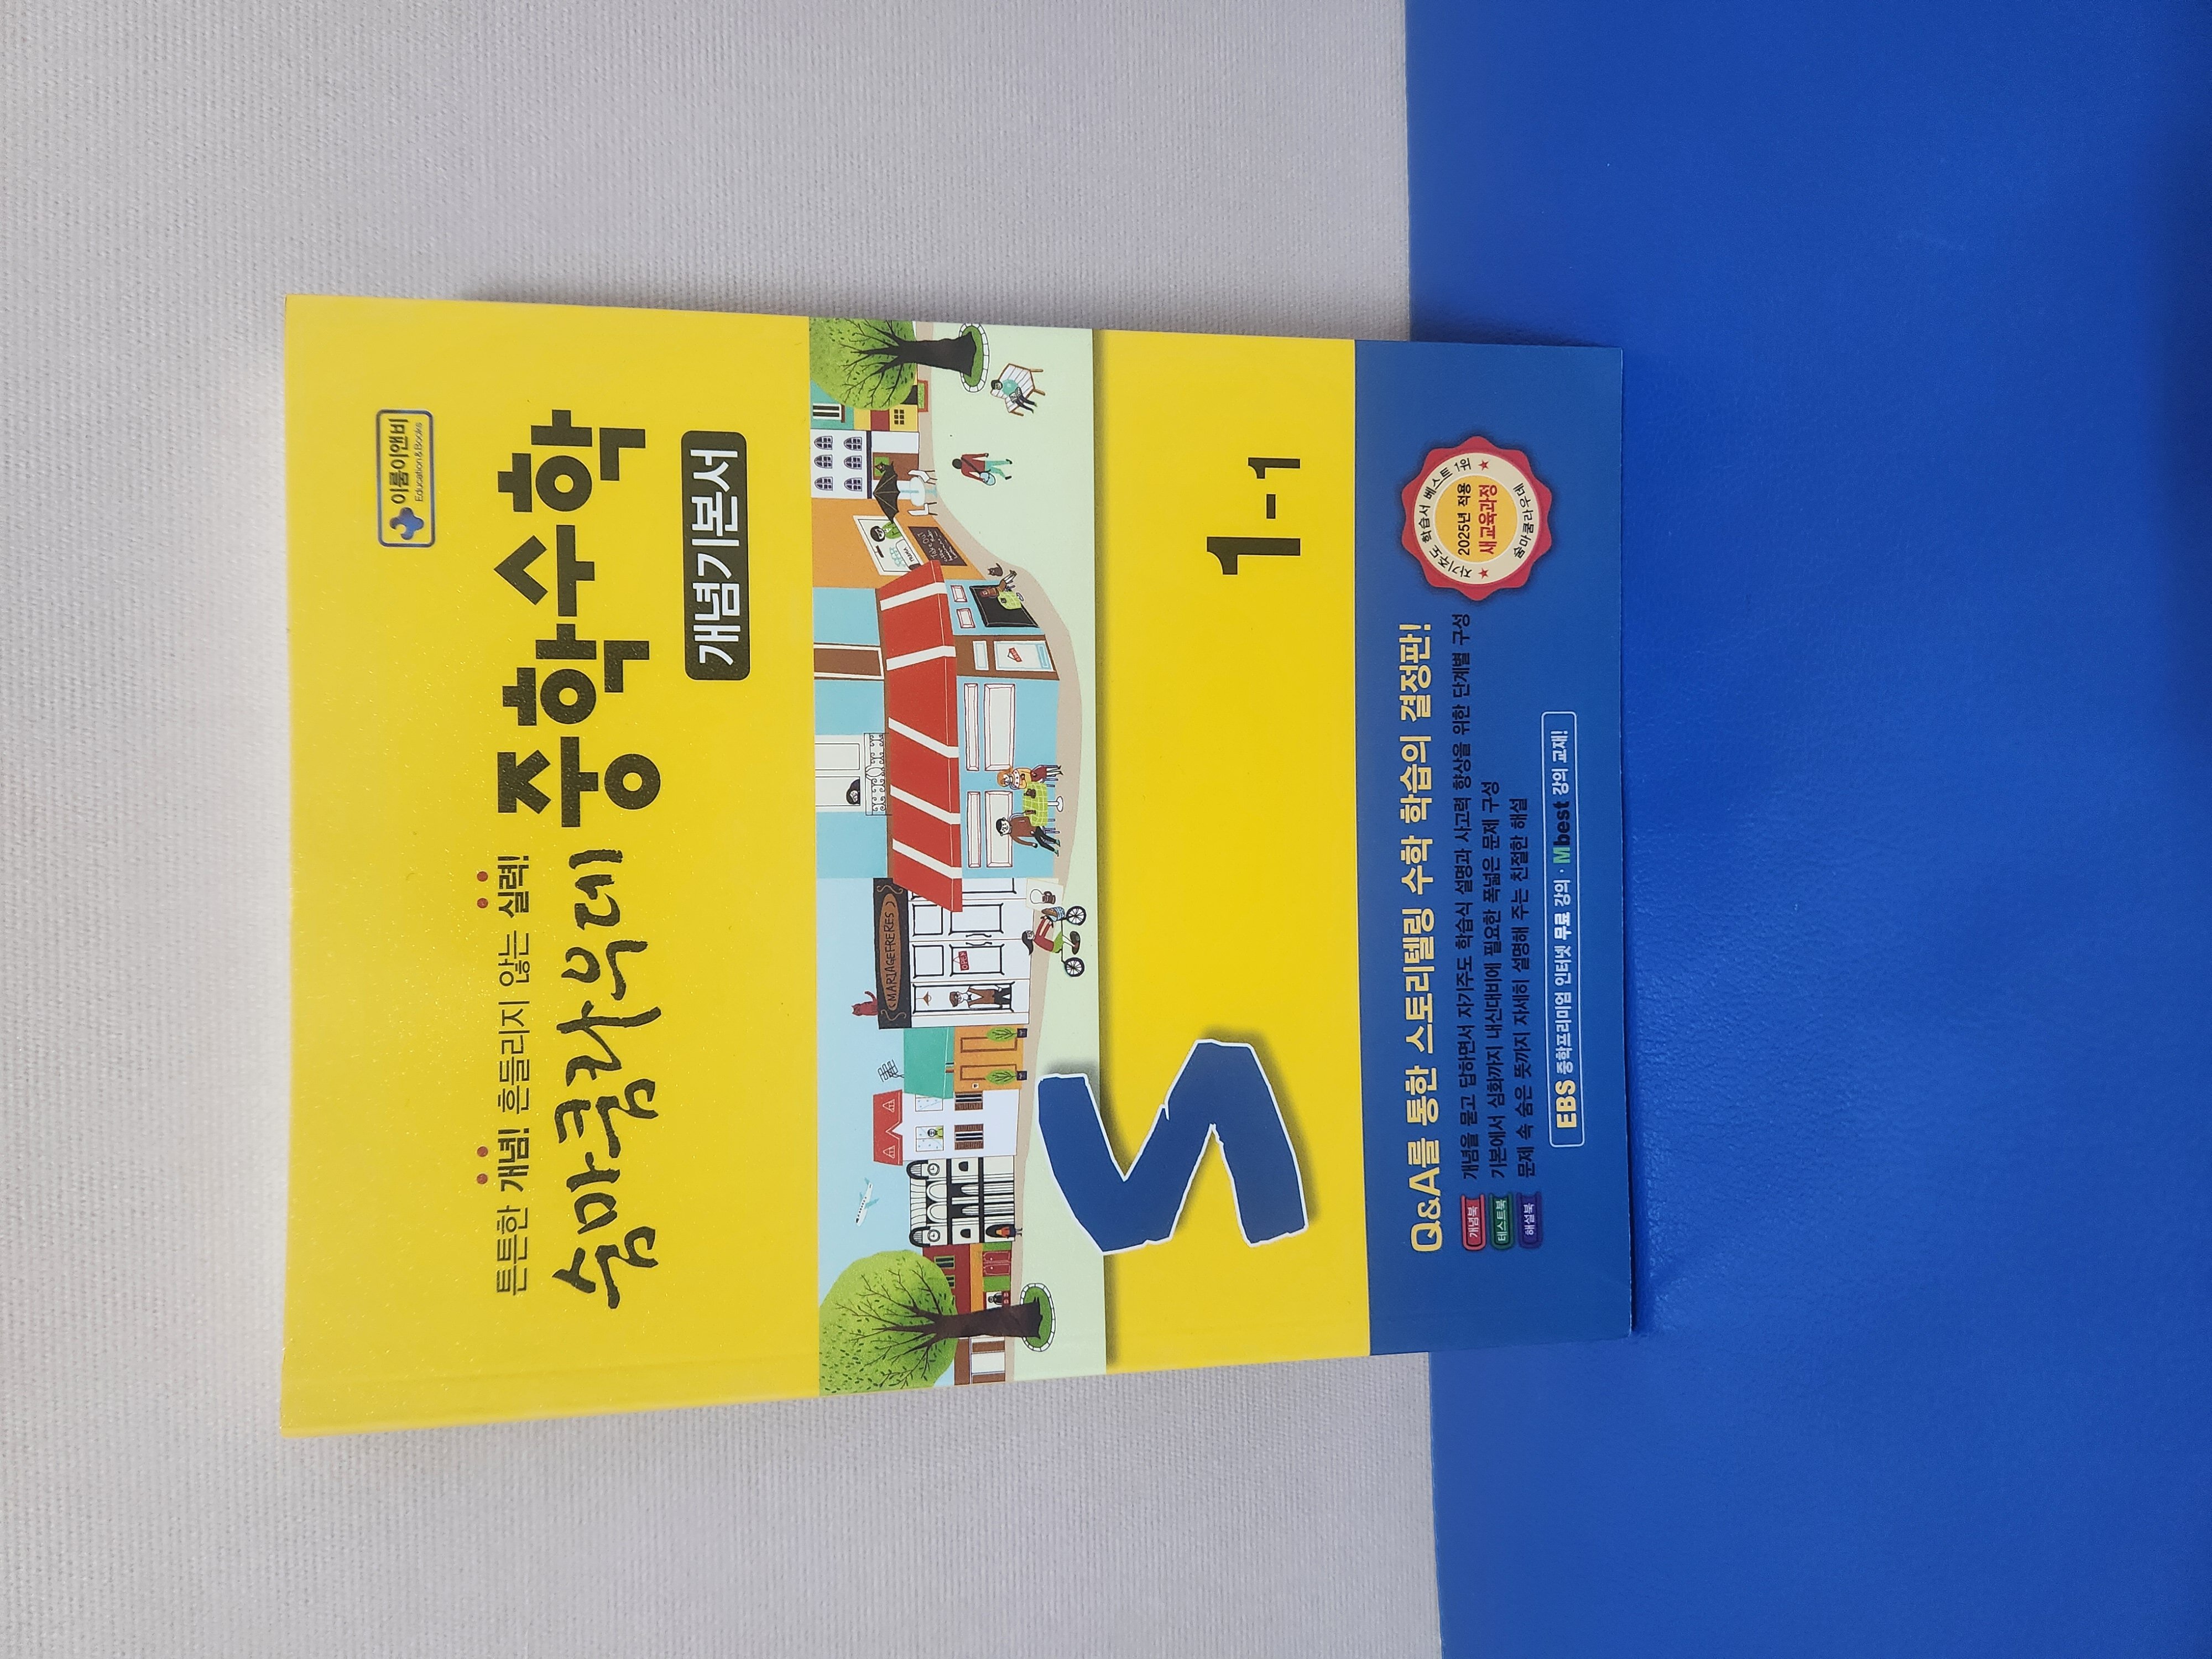 이룸이앤비
Education&Books
튼튼한 개념! 흔들리지 않는 실력!
숨마쿰라우데 중학수학
개념기본서
MARIAGEFRERES
OPEN
1-1
자기주도 학습서 베스트 1위
2025년 적용
새교육과정
숨마쿰라우데
Q&A를 통한 스토리텔링 수학 학습의 결정판!
개념북 개념을 묻고 답하면서 자기주도 학습식 설명과 사고력 향상을 위한 단계별 구성
테스트북 기본에서 심화까지 내신대비에 필요한 폭넓은 문제 구성
해설북 문제 속 숨은 뜻까지 자세히 설명해 주는 친절한 해설
EBS 중학프리미엄 인터넷 무료 강의 · Mbest 강의 교재!